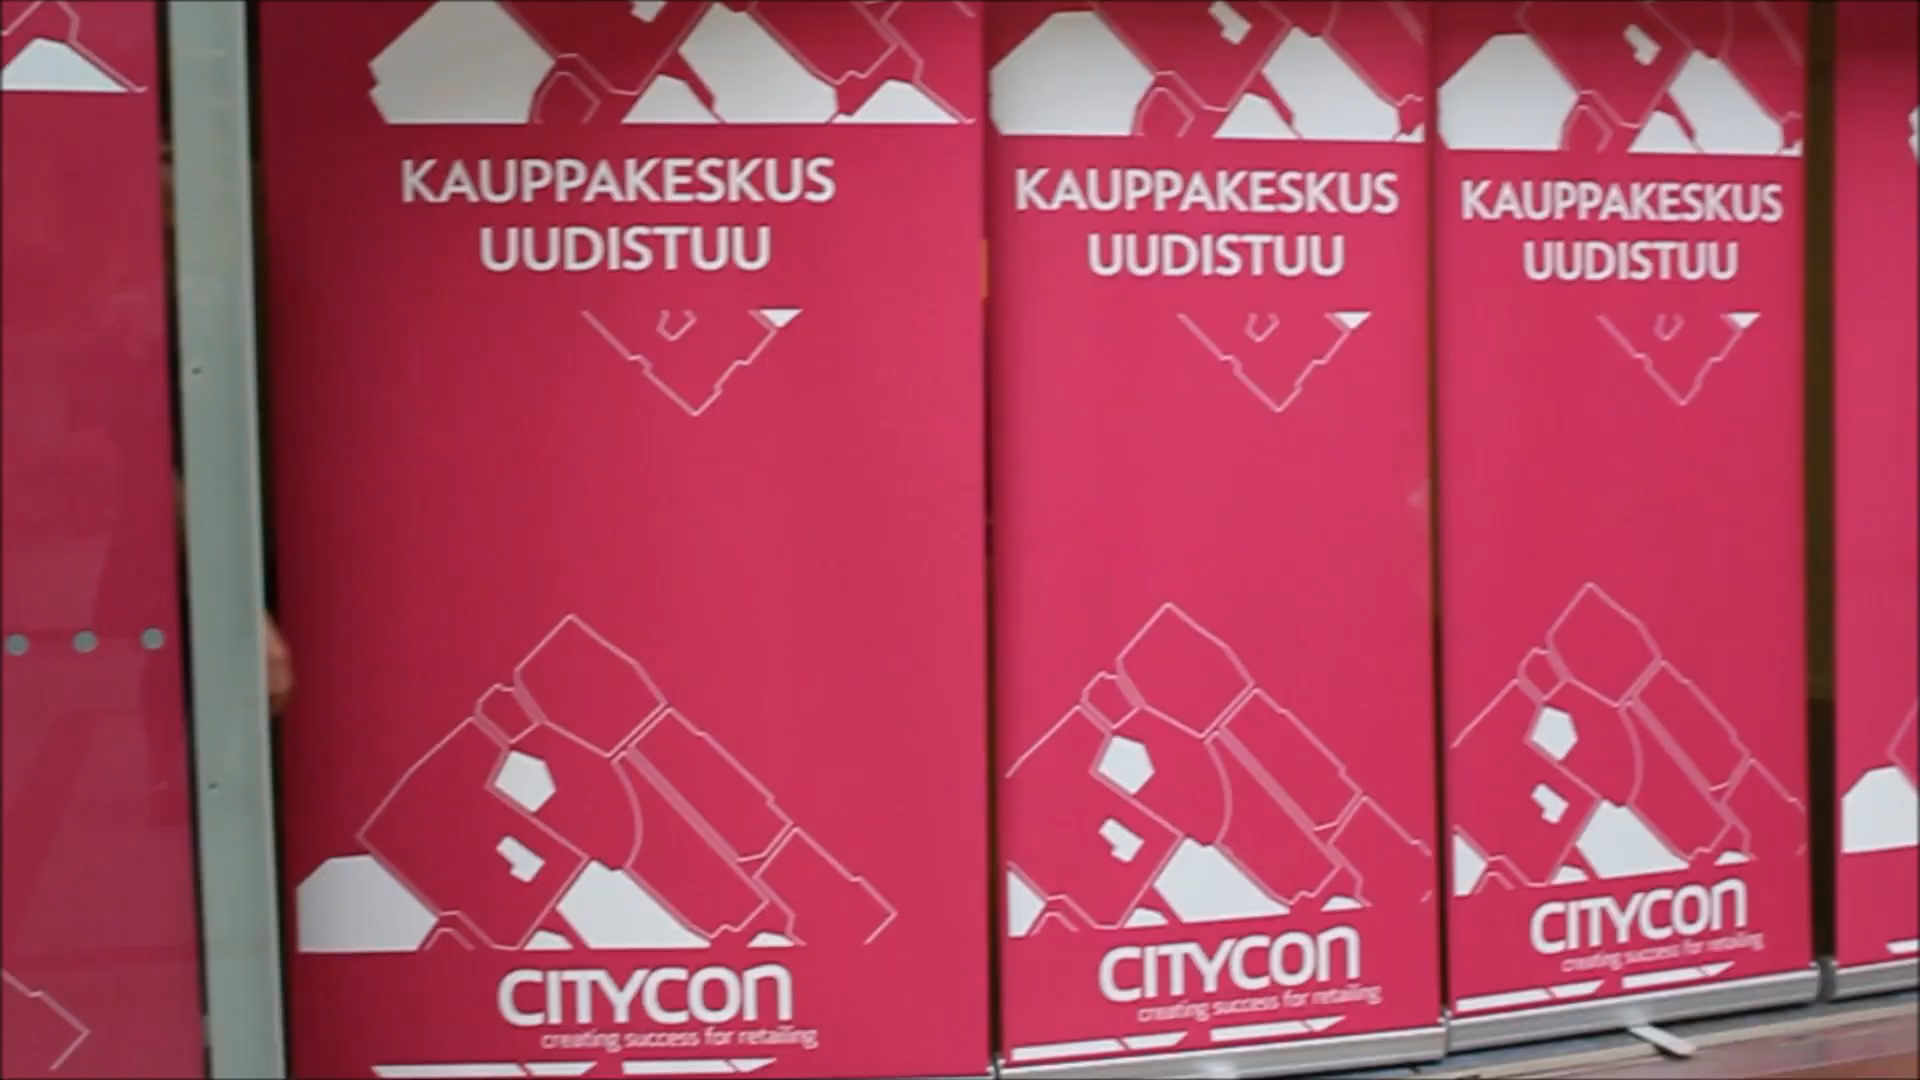 KAUPPAKESKUS
UUDISTUU
CITYCON
creating success for retailing
KAUPPAKESKUS
UUDISTUU
CITYCON
creating success for retailing
KAUPPAKESKUS
UUDISTUU
CITYCON
creating success for retailing